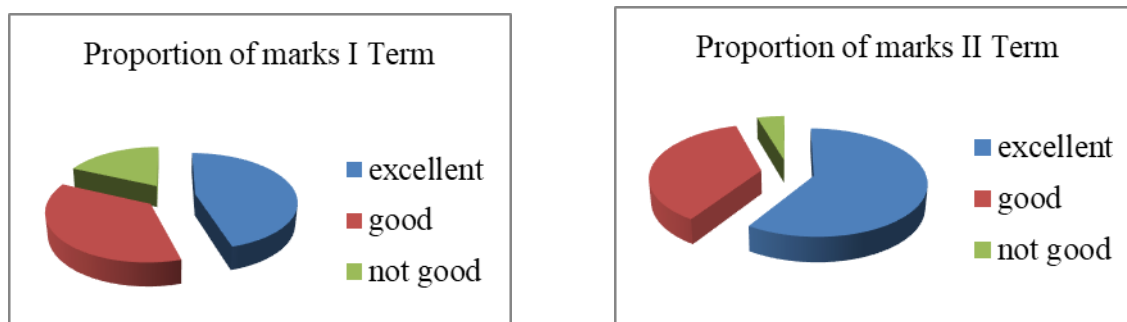 Proportion of marks I Term
excellent
good
not good
Proportion of marks II Term
excellent
good
not good